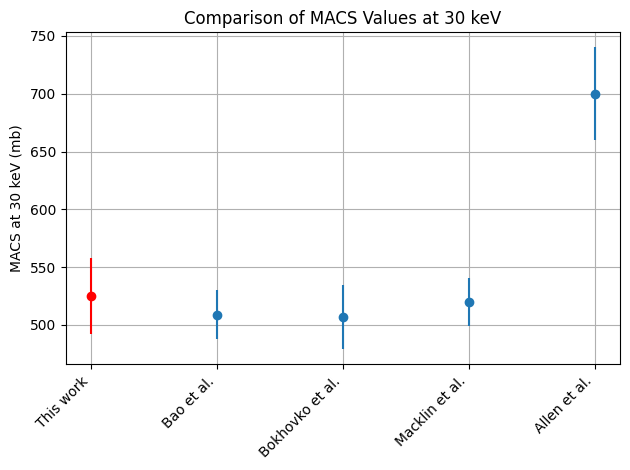 Comparison of MACS Values at 30 keV
MACS at 30 keV (mb)
750
700
650
600
550
500
This work
Bao et al.
Bokhovko et al.
Macklin et al.
Allen et al.